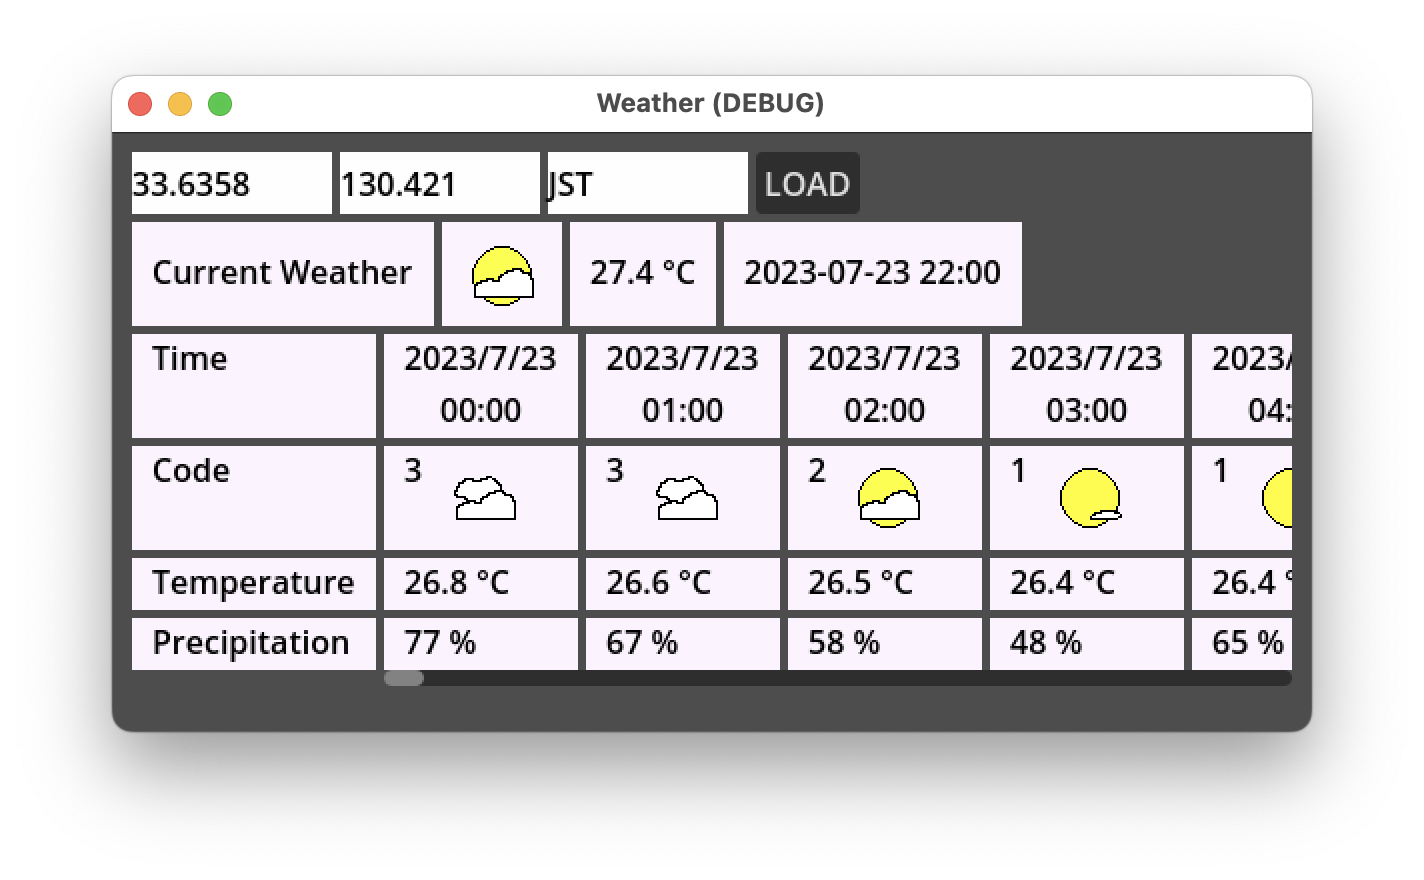 Weather (DEBUG)
33.6358 130.421 JST LOAD
Current Weather 27.4 °C 2023-07-23 22:00
Time 2023/7/23 2023/7/23 2023/7/23 2023/7/23 2023/
00:00 01:00 02:00 03:00 04:
Code 3 3 2 1 1
Temperature 26.8 °C 26.6 °C 26.5 °C 26.4 °C 26.4 °
Precipitation 77 % 67 % 58 % 48 % 65 %